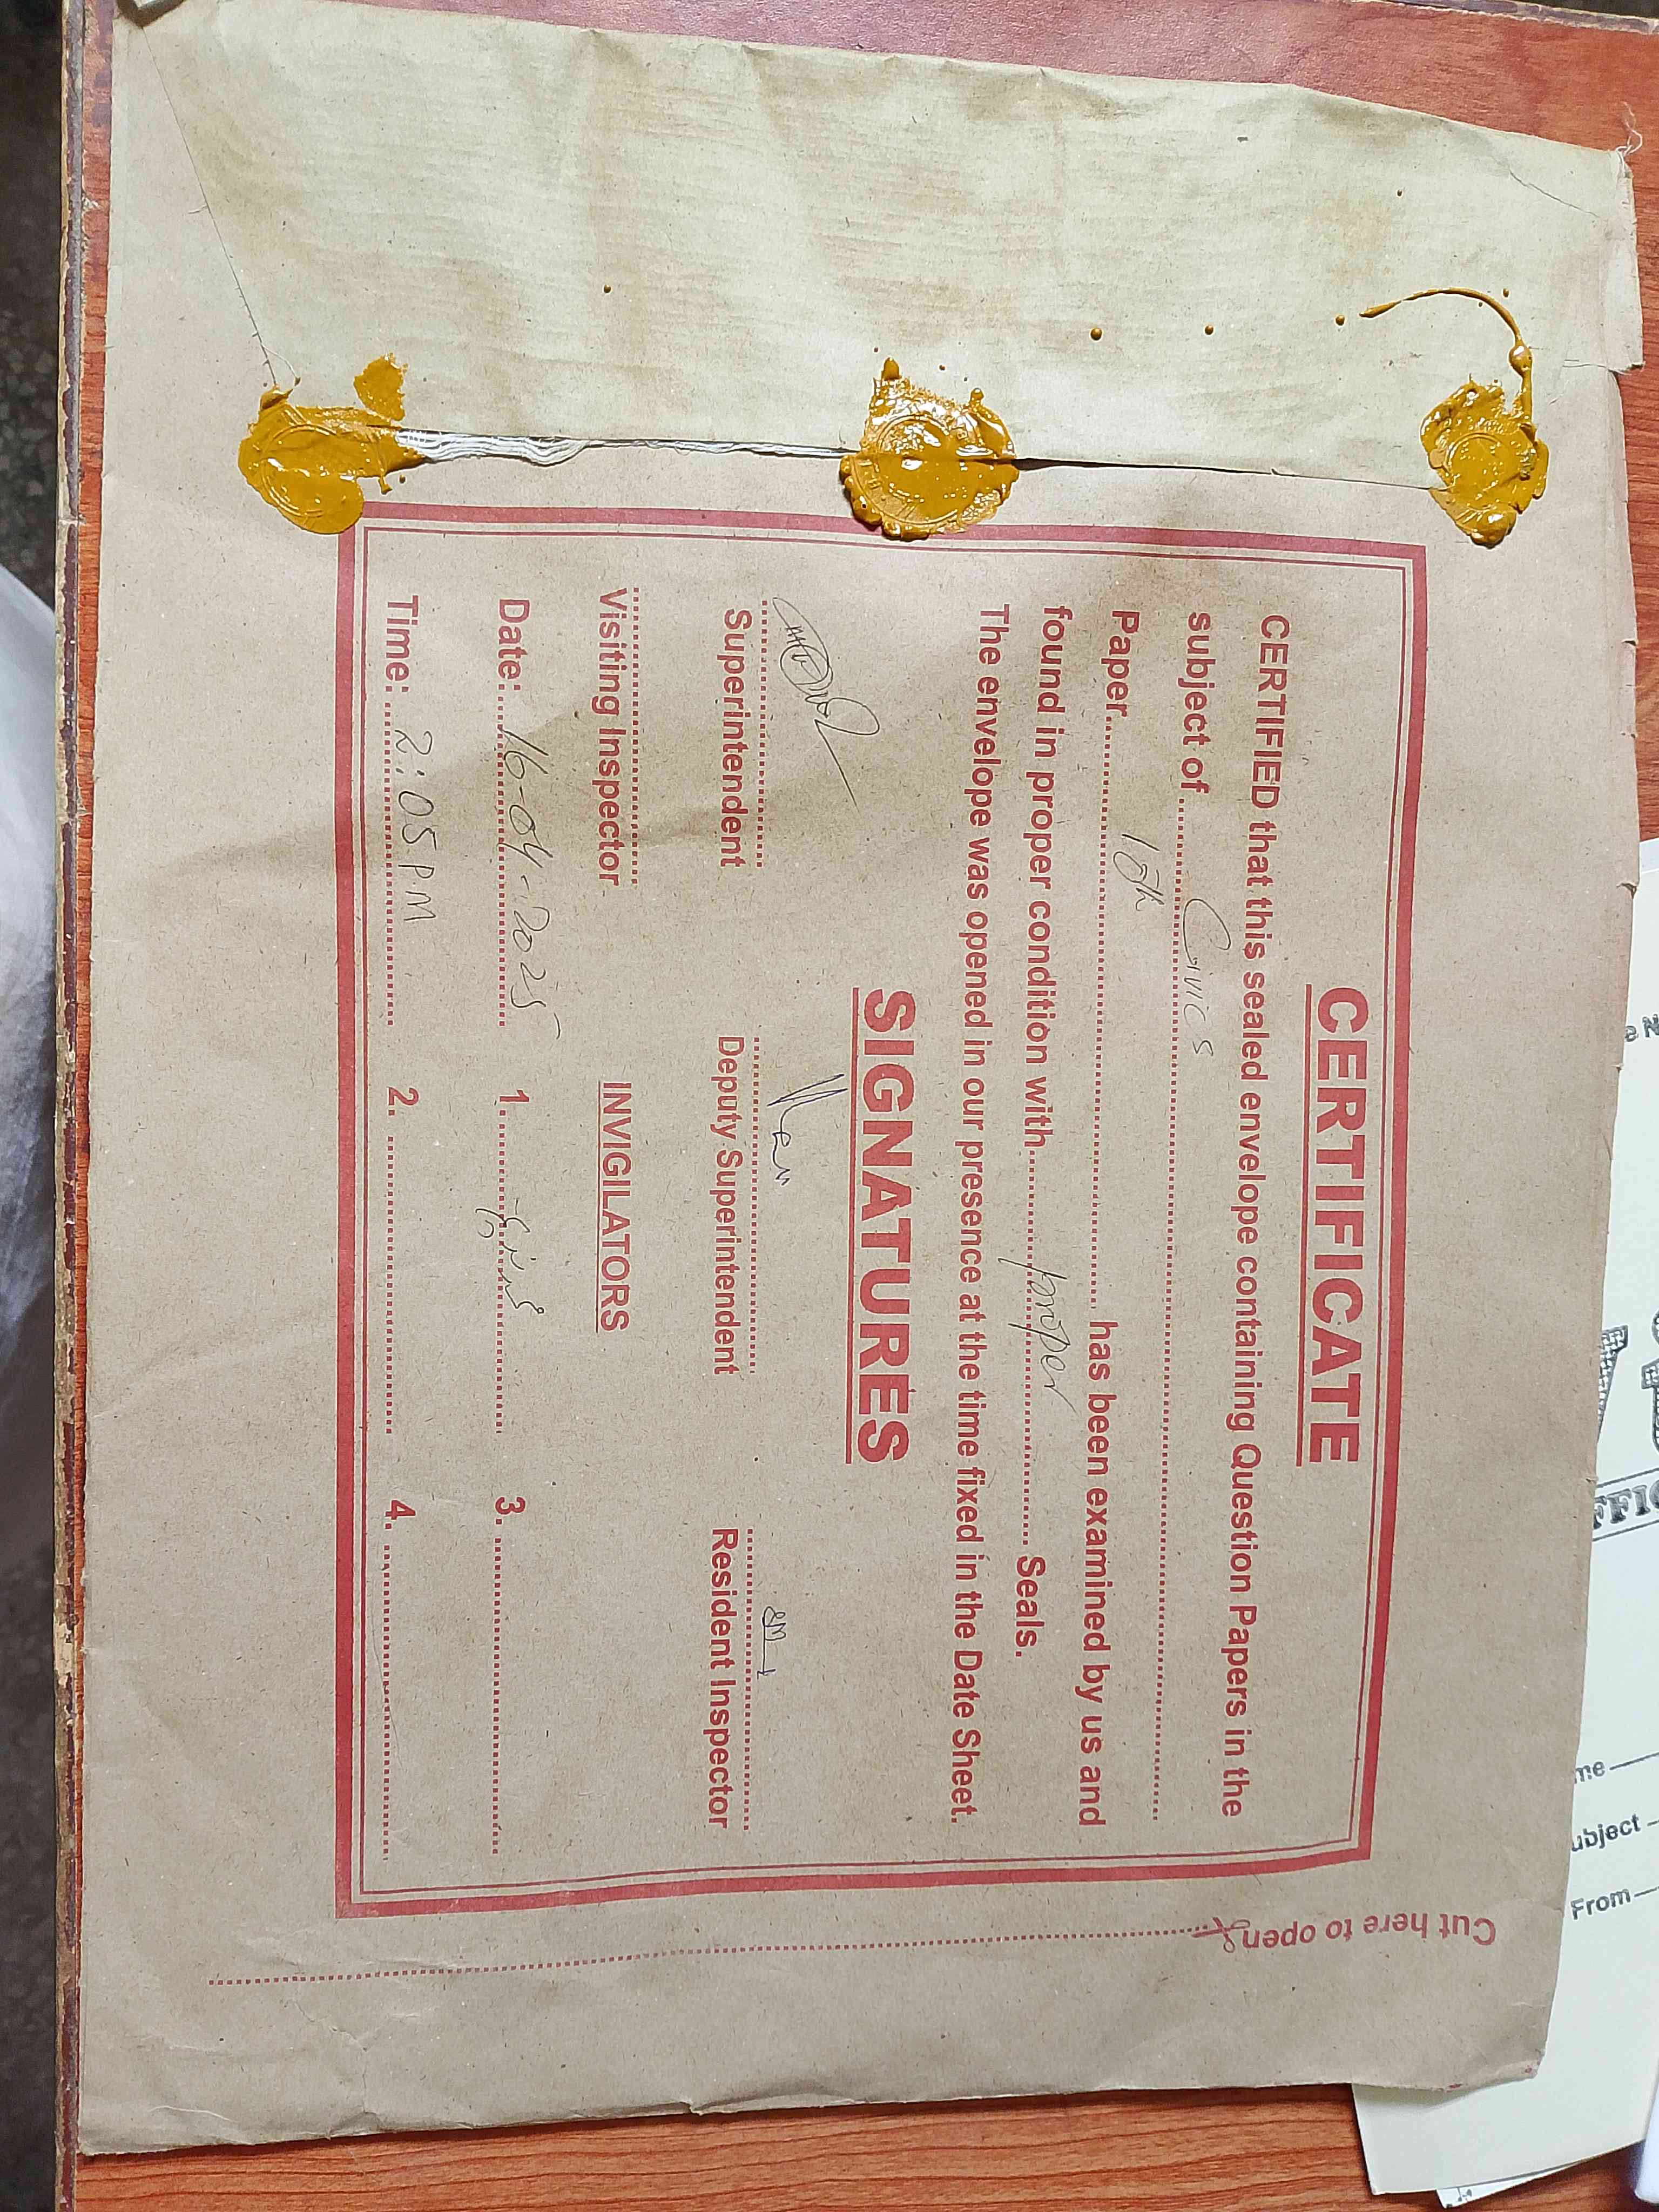 CERTIFICATE
CERTIFIED that this sealed envelope containing Question Papers in the
subject of Civics
Paper 10th has been examined by us and
found in proper condition with proper Seals.
The envelope was opened in our presence at the time fixed in the Date Sheet.
SIGNATURES
Superintendent Deputy Superintendent Resident Inspector
Visiting Inspector INVIGILATORS
Date: 16-04-2025 1. 3.
Time: 2:05 PM 2. 4.
Cut here to open
ubject
From